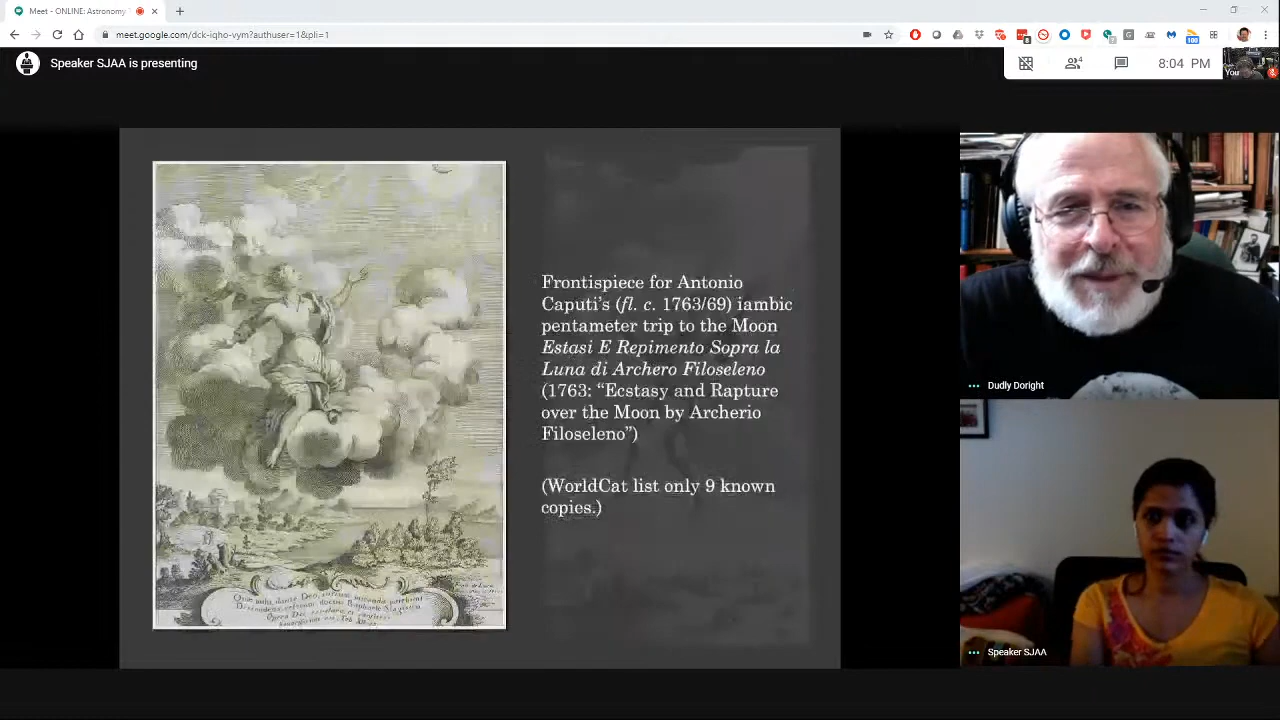 Meet - ONLINE: Astronomy
meet.google.com/dck-iqho-vym?authuser=1&pli=1
Speaker SJAA is presenting
4
8:04 PM
You
Frontispiece for Antonio
Caputi's (fl. c. 1763/69) iambic
pentameter trip to the Moon
Estasi E Repimento Sopra la
Luna di Archero Filoseleno
(1763: “Ecstasy and Rapture
over the Moon by Archerio
Filoseleno”)
(WorldCat list only 9 known
copies.)
Dudly Doright
Speaker SJAA